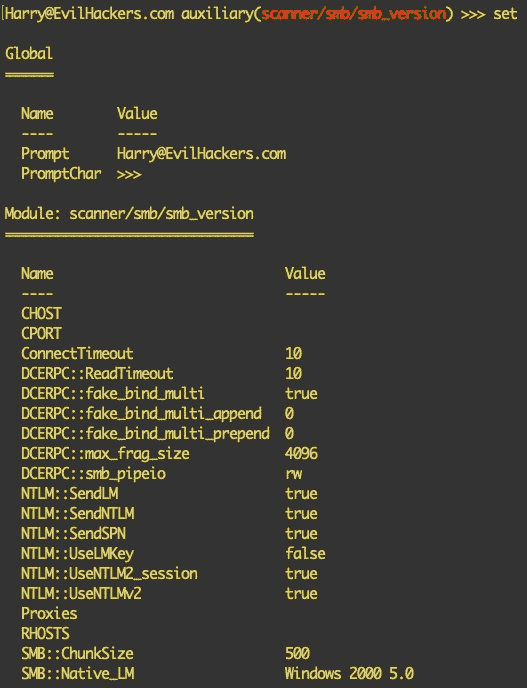 [Harry@EvilHackers.com auxiliary(scanner/smb/smb_version) >>> set
Global
======
Name Value
---- -----
Prompt Harry@EvilHackers.com
PromptChar >>>
Module: scanner/smb/smb_version
===============================
Name Value
---- -----
CHOST
CPORT
ConnectTimeout 10
DCERPC::ReadTimeout 10
DCERPC::fake_bind_multi true
DCERPC::fake_bind_multi_append 0
DCERPC::fake_bind_multi_prepend 0
DCERPC::max_frag_size 4096
DCERPC::smb_pipeio rw
NTLM::SendLM true
NTLM::SendNTLM true
NTLM::SendSPN true
NTLM::UseLMKey false
NTLM::UseNTLM2_session true
NTLM::UseNTLMv2 true
Proxies
RHOSTS
SMB::ChunkSize 500
SMB::Native_LM Windows 2000 5.0